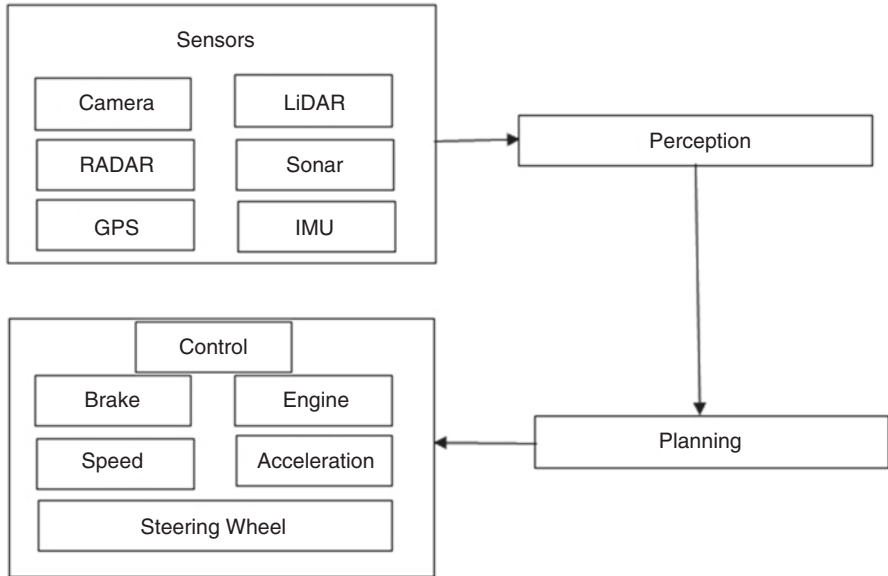 Sensors
Camera
LiDAR
RADAR
Sonar
GPS
IMU
Perception
Control
Brake
Engine
Speed
Acceleration
Steering Wheel
Planning